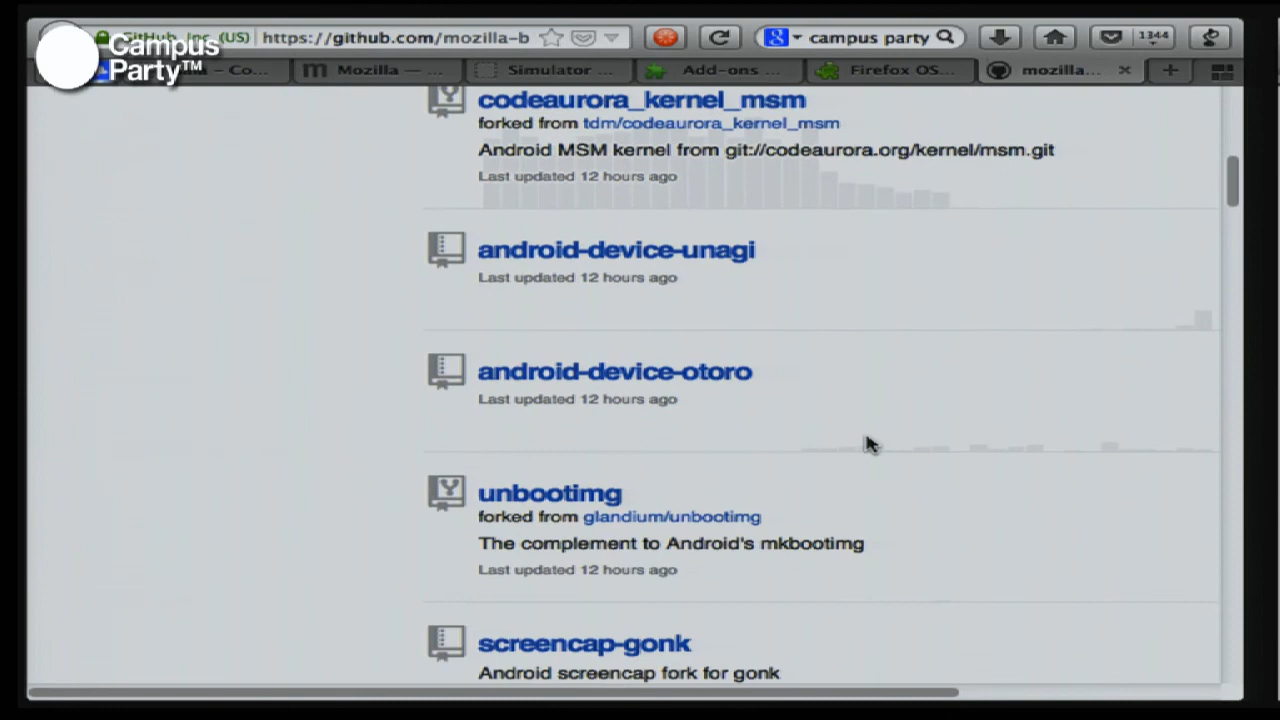 Campus
Party™
GitHub, Inc. (US)
https://github.com/mozilla-b
campus party
1344
Mozilla — ...
Simulator ...
Add-ons ...
Firefox OS...
mozilla...
codeaurora_kernel_msm
forked from tdm/codeaurora_kernel_msm
Android MSM kernel from git://codeaurora.org/kernel/msm.git
Last updated 12 hours ago
android-device-unagi
Last updated 12 hours ago
android-device-otoro
Last updated 12 hours ago
unbootimg
forked from glandium/unbootimg
The complement to Android's mkbootimg
Last updated 12 hours ago
screencap-gonk
Android screencap fork for gonk